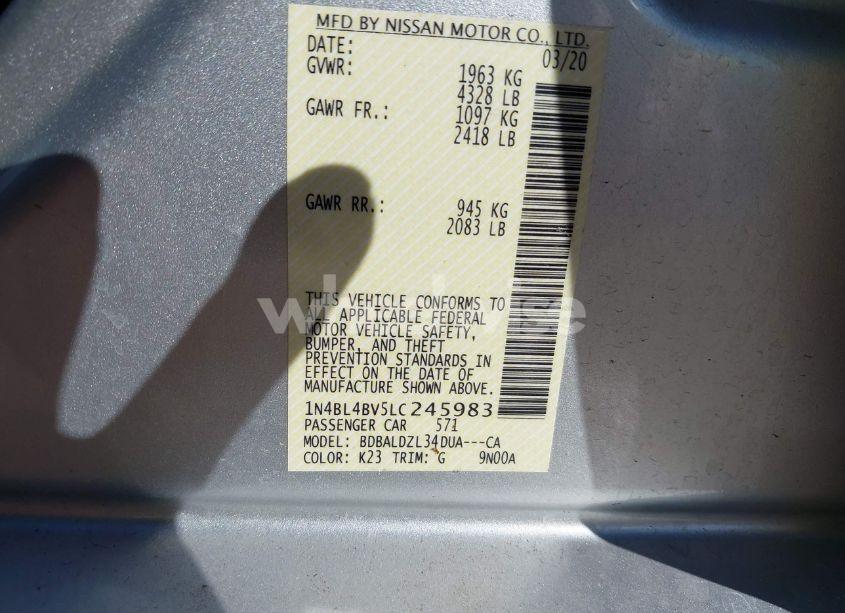 MFD BY NISSAN MOTOR CO., LTD.
DATE: 03/20
GVWR: 1963 KG
4328 LB
GAWR FR.: 1097 KG
2418 LB
GAWR RR.: 945 KG
2083 LB
THIS VEHICLE CONFORMS TO
ALL APPLICABLE FEDERAL
MOTOR VEHICLE SAFETY,
BUMPER, AND THEFT
PREVENTION STANDARDS IN
EFFECT ON THE DATE OF
MANUFACTURE SHOWN ABOVE.
1N4BL4BV5LC245983
PASSENGER CAR 571
MODEL: BDBALDZL34DUA---CA
COLOR: K23 TRIM: G 9N00A